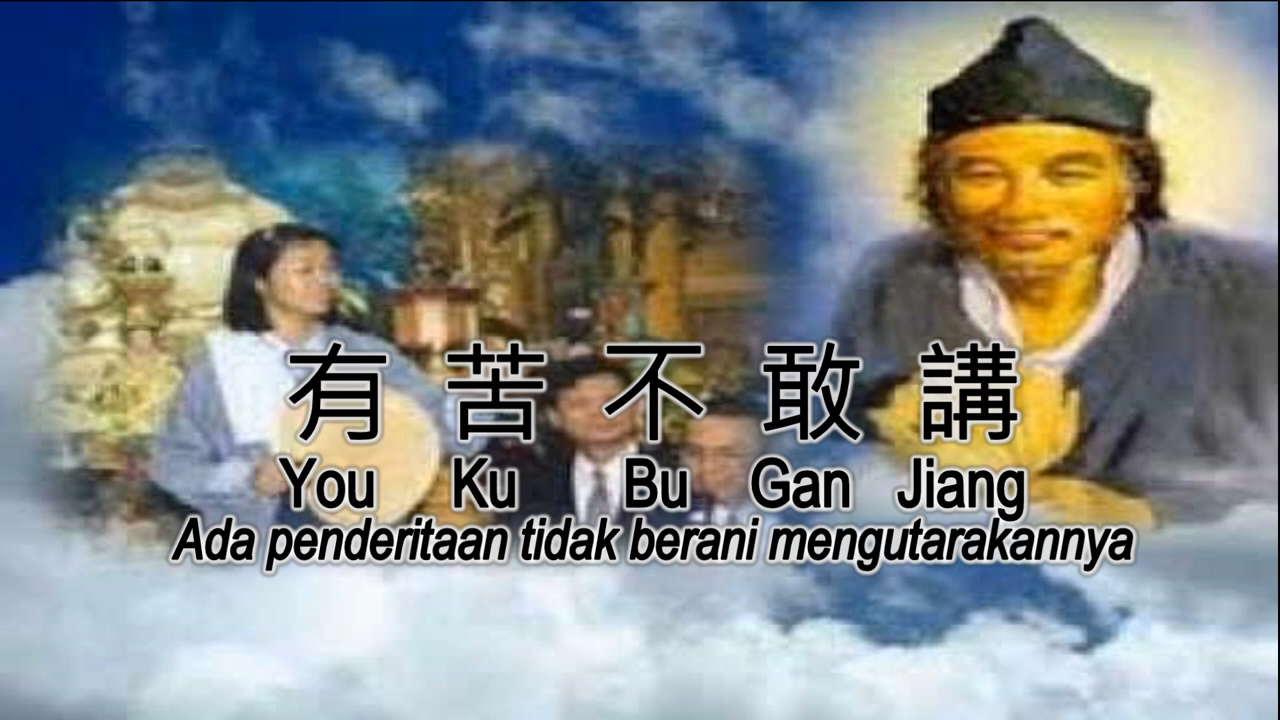 有 苦 不 敢 講
You Ku Bu Gan Jiang
Ada penderitaan tidak berani mengutarakannya